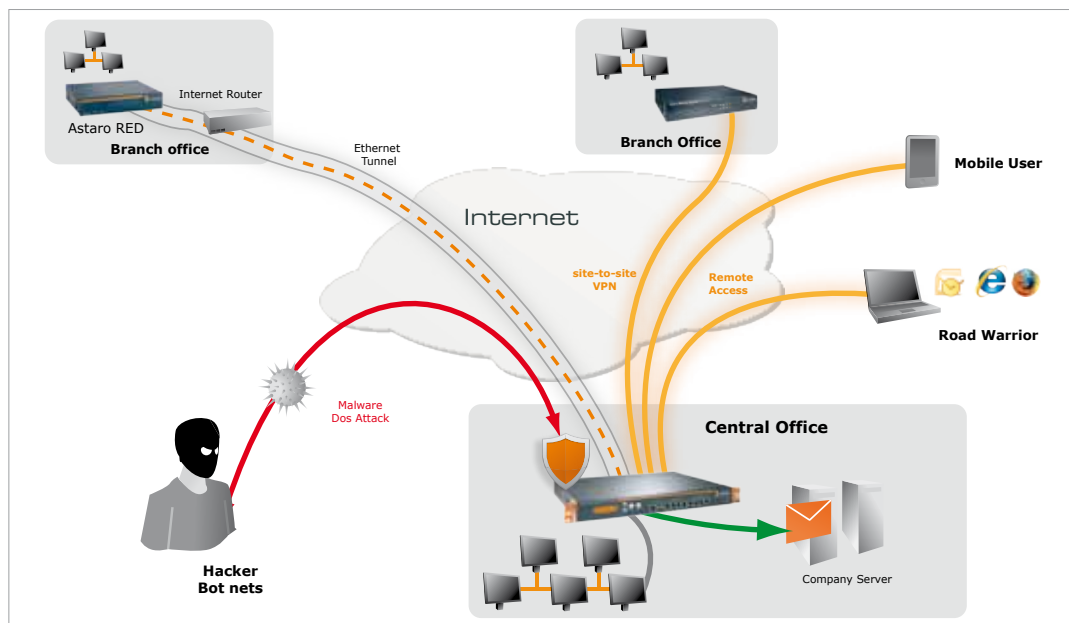 Internet Router
Astaro RED
Branch office
Ethernet
Tunnel
Branch Office
Mobile User
Internet
site-to-site
VPN
Remote
Access
Road Warrior
Malware
Dos Attack
Central Office
Hacker
Bot nets
Company Server